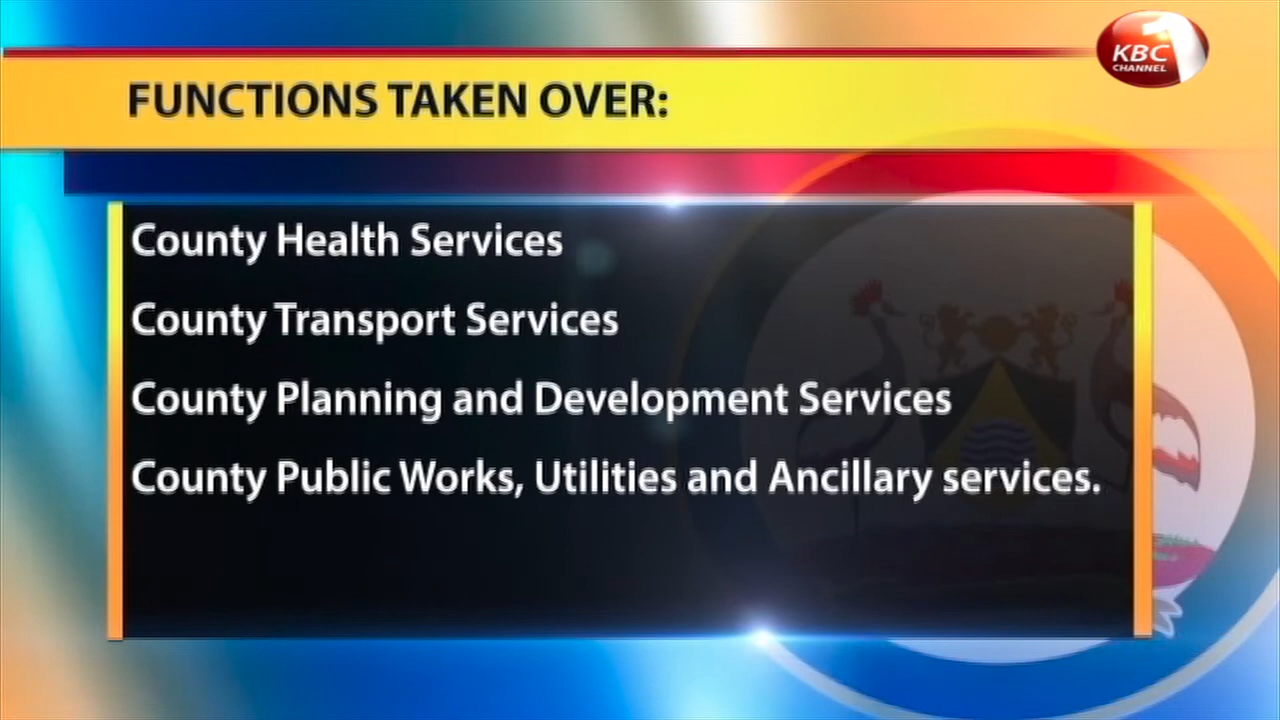 KBC 1
CHANNEL
FUNCTIONS TAKEN OVER:
County Health Services
County Transport Services
County Planning and Development Services
County Public Works, Utilities and Ancillary services.